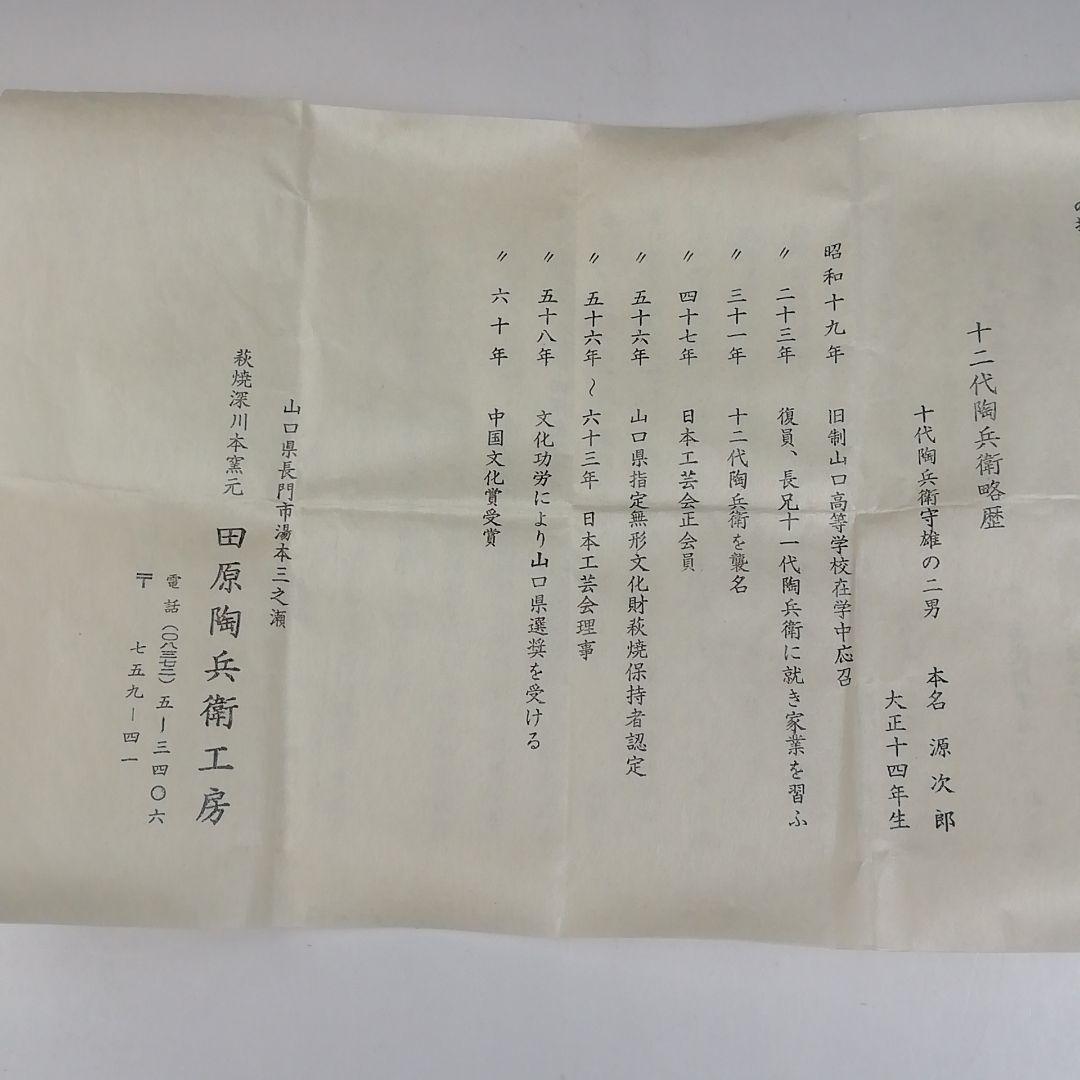 十二代陶兵衛略歴
十代陶兵衛守雄の二男 本名 源次郎
大正十四年生
昭和十九年 旧制山口高等学校在学中応召
〃 二十三年 復員、長兄十一代陶兵衛に就き家業を習ふ
〃 三十一年 十二代陶兵衛を襲名
〃 四十七年 日本工芸会正会員
〃 五十六年 山口県指定無形文化財萩焼保持者認定
〃 五十六年～六十三年 日本工芸会理事
〃 五十八年 文化功労により山口県選奨を受ける
〃 六十年 中国文化賞受賞
山口県長門市湯本三之瀬
萩焼深川本窯元 田原陶兵衛工房
電話(〇八三七二)五ー三四〇六
〒 七五九ー四一